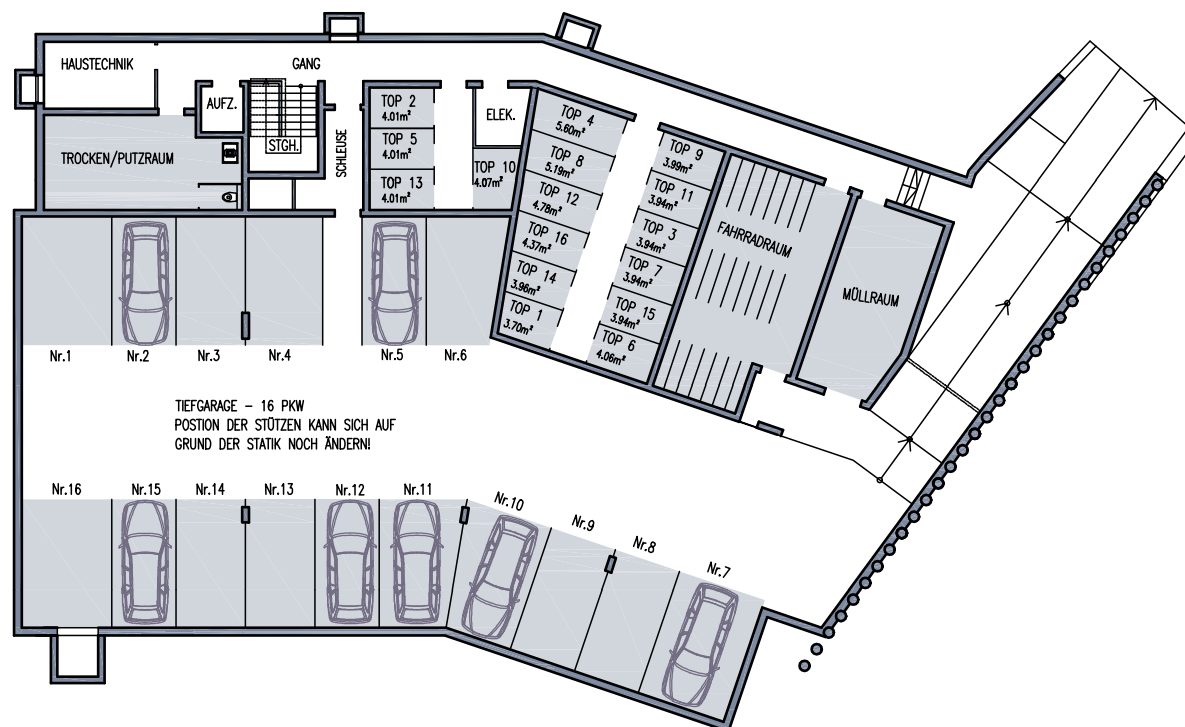 HAUSTECHNIK
GANG
AUFZ.
STGH.
SCHLEUSE
TROCKEN/PUTZRAUM
TOP 2
4.01m²
TOP 5
4.01m²
TOP 13
4.01m²
ELEK.
TOP 10
4.07m²
TOP 4
5.60m²
TOP 8
5.19m²
TOP 12
4.78m²
TOP 16
4.37m²
TOP 14
3.96m²
TOP 1
3.70m²
TOP 9
3.99m²
TOP 11
3.94m²
TOP 3
3.94m²
TOP 7
3.94m²
TOP 15
3.94m²
TOP 6
4.06m²
FAHRRADRAUM
MÜLLRAUM
Nr.1
Nr.2
Nr.3
Nr.4
Nr.5
Nr.6
TIEFGARAGE – 16 PKW
POSTION DER STÜTZEN KANN SICH AUF
GRUND DER STATIK NOCH ÄNDERN!
Nr.16
Nr.15
Nr.14
Nr.13
Nr.12
Nr.11
Nr.10
Nr.9
Nr.8
Nr.7